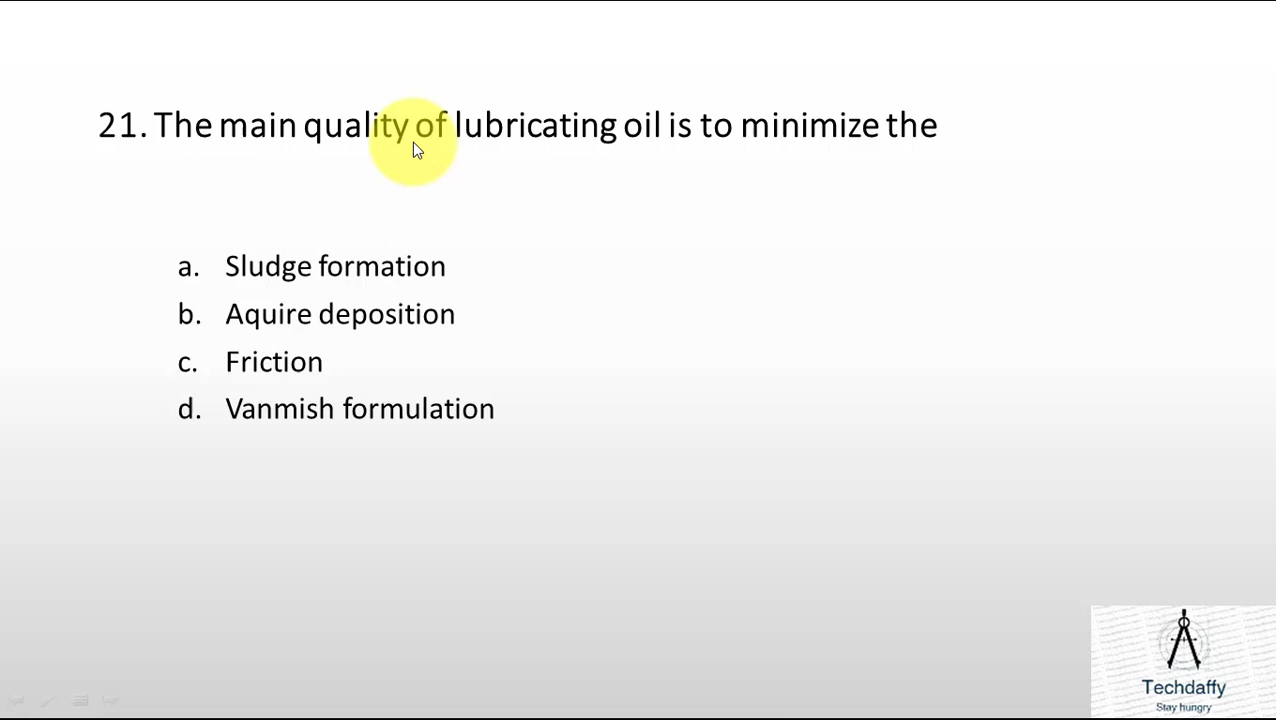 21. The main quality of lubricating oil is to minimize the
a. Sludge formation
b. Aquire deposition
c. Friction
d. Vanmish formulation
Techdaffy
Stay hungry